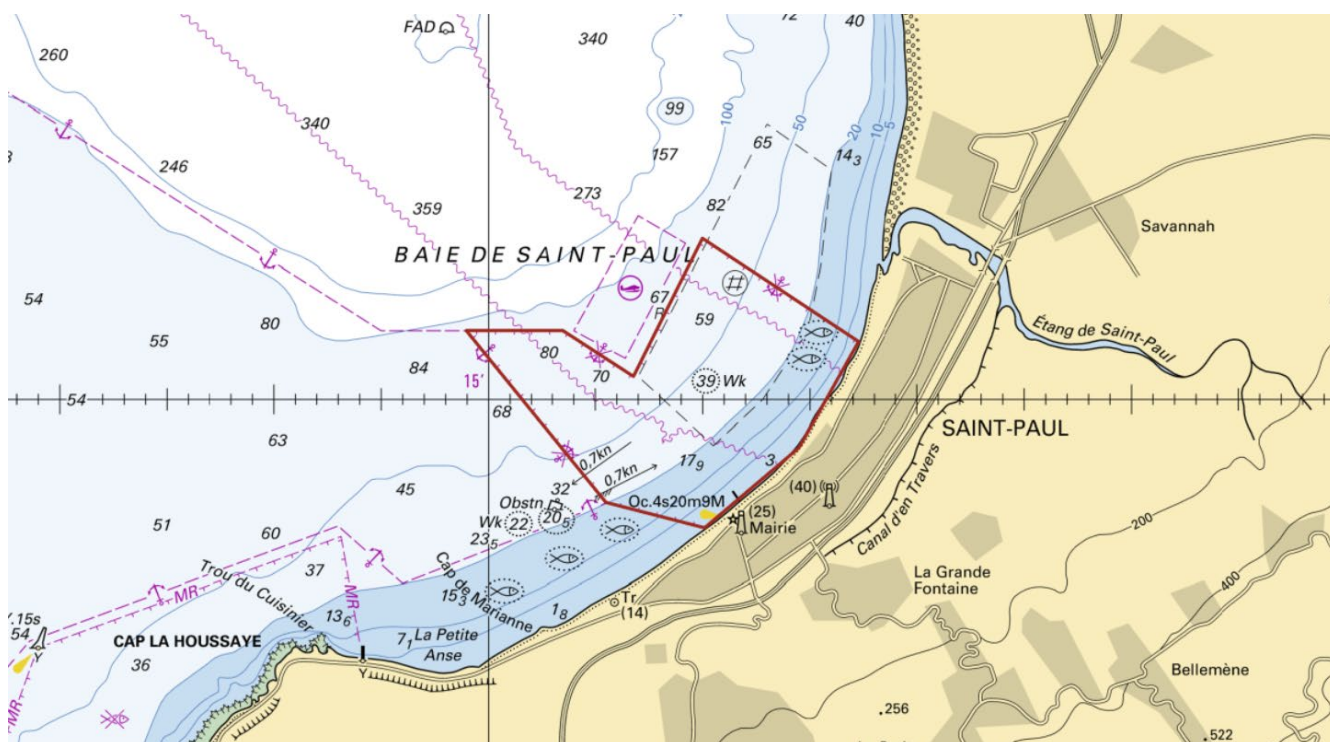 72
40
FAD
340
260
99
100
340
50
20
10
5
65
157
14₃
246
273
359
82
Savannah
BAIE DE SAINT-PAUL
54
67
R
59
80
Étang de Saint-Paul
55
80
84
70
39 Wk
15'
54
68
54
SAINT-PAUL
63
0,7kn
17₉
3
0,7kn
45
32
Oc.4s20m9M
(40)
Obstn
(25)
Mairie
51
Wk 22
20₅
60
23₅
Canal d'en Travers
200
Trou du Cuisimer
37
Cap de Marianne
La Grande
Fontaine
400
MR
MR
15₃
Tr.
(14)
15s
13₆
1₈
54
Y
CAP LA HOUSSAYE
7₁
La Petite
Anse
36
Y
Bellemène
MR
256
522